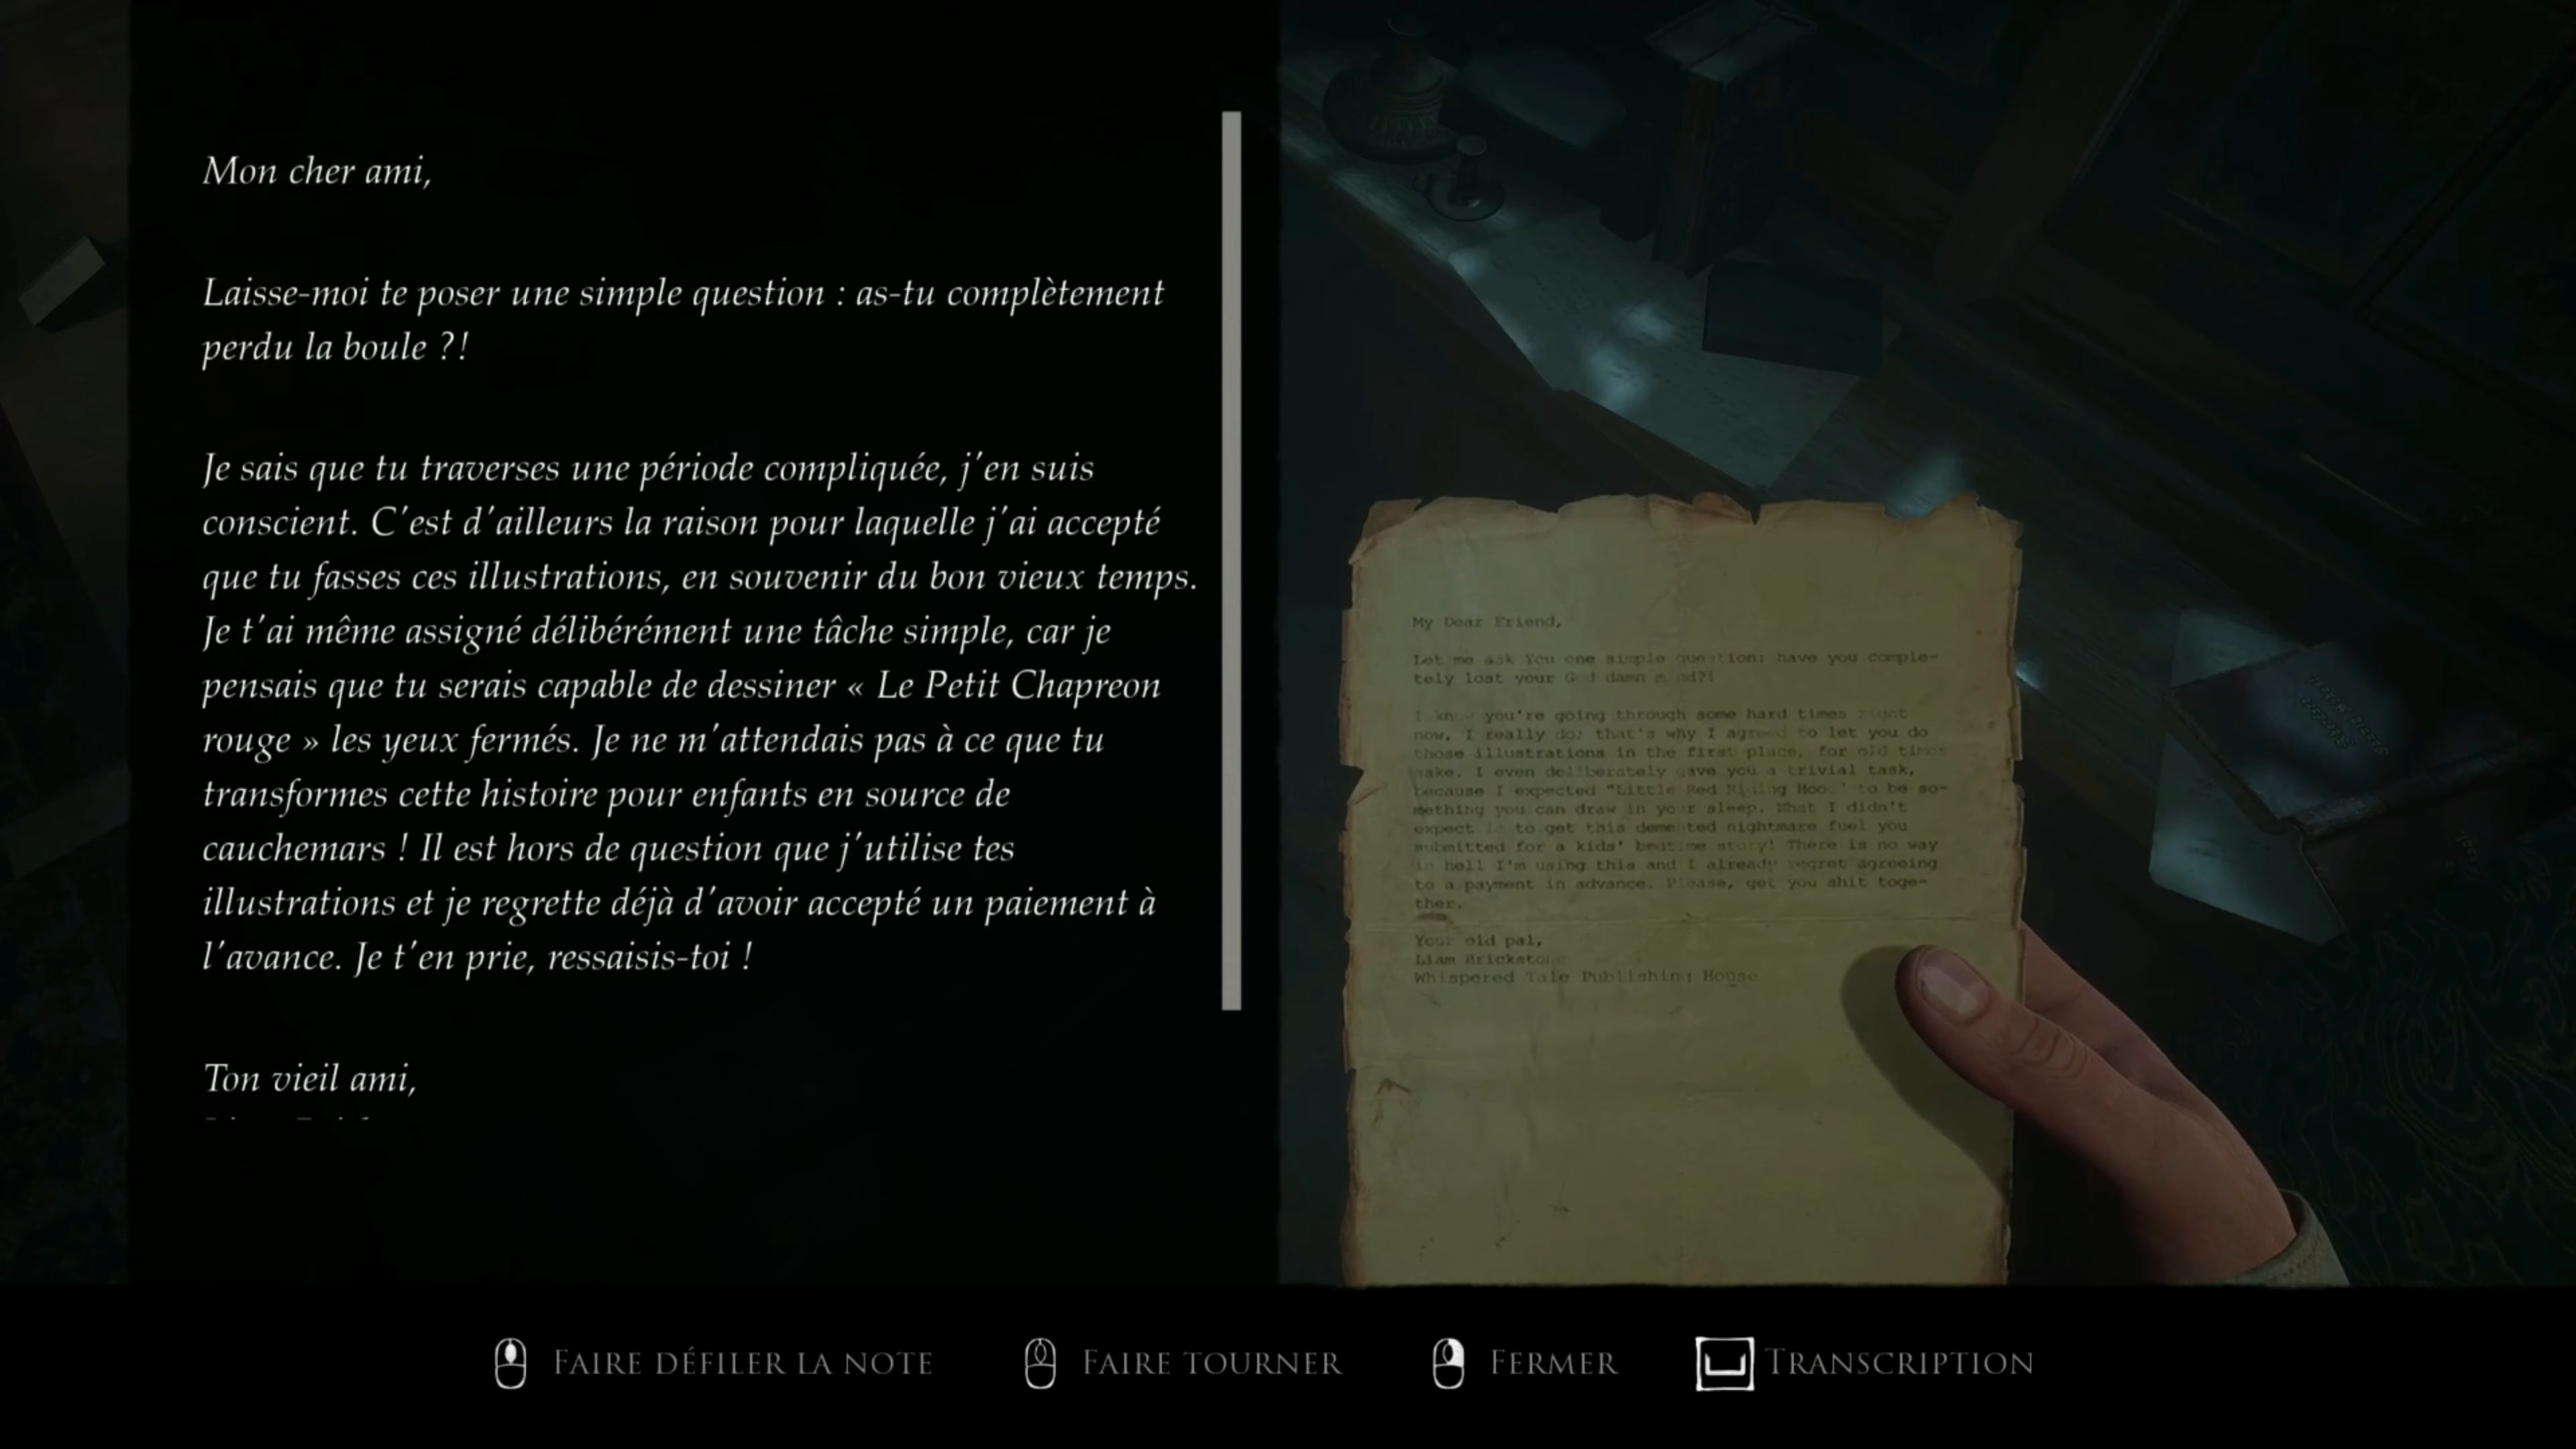 Mon cher ami,
Laisse-moi te poser une simple question : as-tu complètement
perdu la boule ?!
Je sais que tu traverses une période compliquée, j'en suis
conscient. C'est d'ailleurs la raison pour laquelle j'ai accepté
que tu fasses ces illustrations, en souvenir du bon vieux temps.
Je t'ai même assigné délibérément une tâche simple, car je
pensais que tu serais capable de dessiner « Le Petit Chapreon
rouge » les yeux fermés. Je ne m'attendais pas à ce que tu
transformes cette histoire pour enfants en source de
cauchemars ! Il est hors de question que j'utilise tes
illustrations et je regrette déjà d'avoir accepté un paiement à
l'avance. Je t'en prie, ressaisis-toi !
Ton vieil ami,
My Dear Friend,
Let me ask You one simple question: have you comple-
tely lost your God damn mind?!
I know you're going through some hard times right
now, I really do; that's why I agreed to let you do
those illustrations in the first place, for old times
sake. I even deliberately gave you a trivial task,
because I expected "Little Red Riding Hood" to be so-
mething you can draw in your sleep. What I didn't
expect is to get this demented nightmare fuel you
submitted for a kids' bedtime story! There is no way
in hell I'm using this and I already regret agreeing
to a payment in advance. Please, get you shit toge-
ther.
Your old pal,
Liam Brickstone
Whispered Tale Publishing House
FAIRE DÉFILER LA NOTE
FAIRE TOURNER
FERMER
TRANSCRIPTION